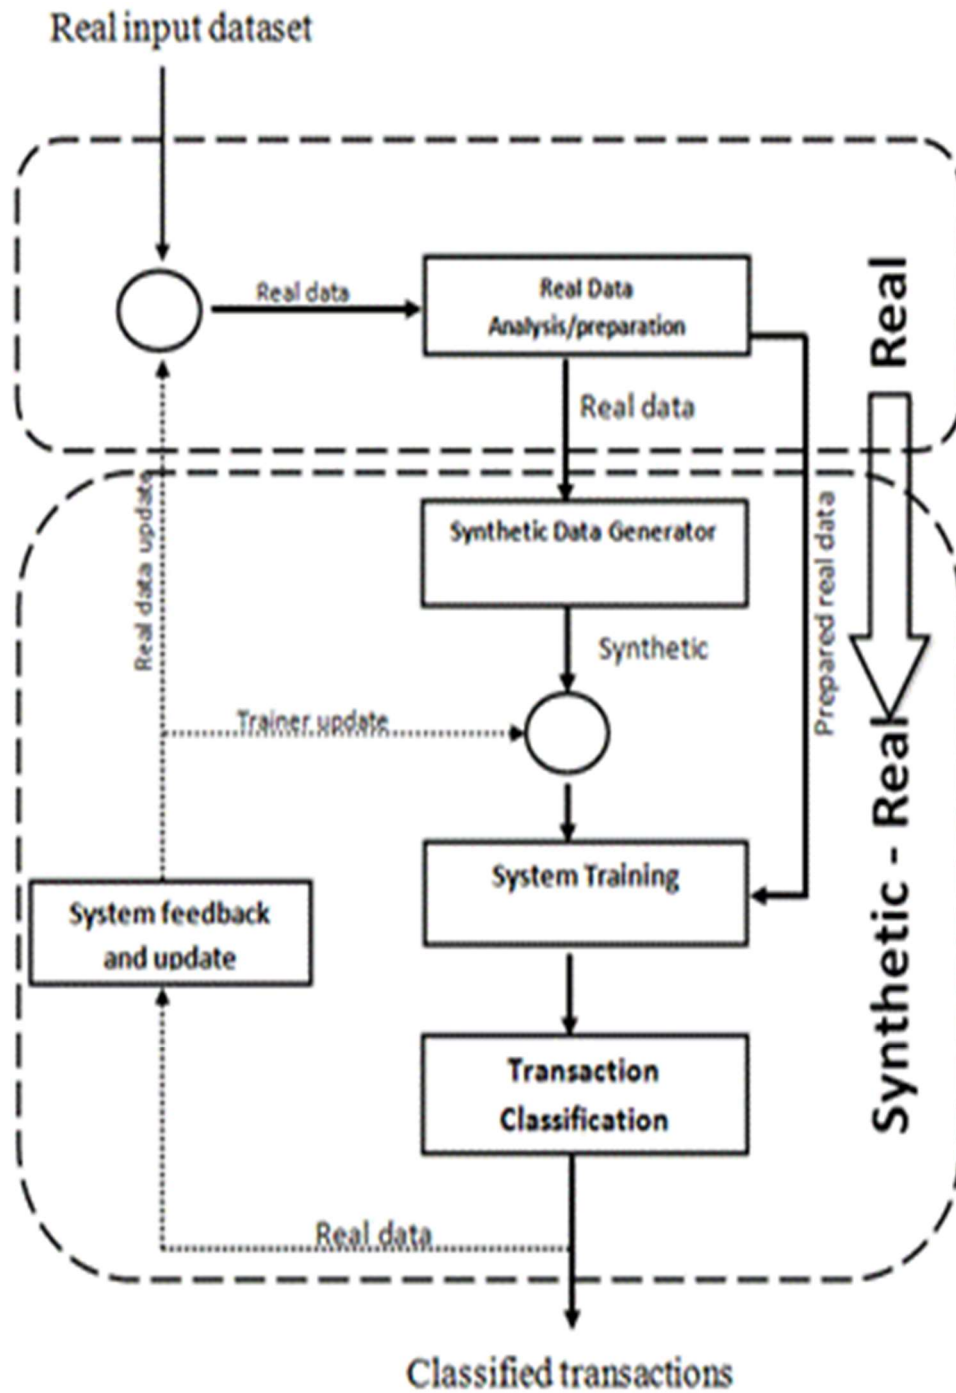 Real input dataset
Real data
Real Data
Analysis/preparation
Real
Real data
Real data update
Synthetic Data Generator
Prepared real data
Synthetic
Trainer update
Synthetic - Real
System Training
System feedback
and update
Transaction
Classification
Real data
Classified transactions